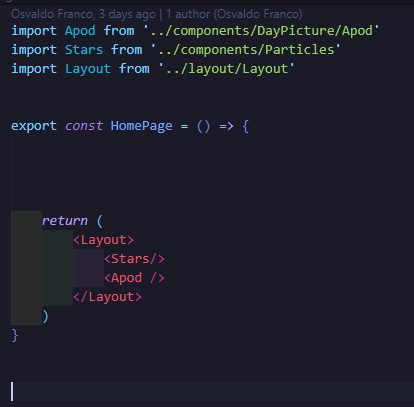 Osvaldo Franco, 3 days ago | 1 author (Osvaldo Franco)
import Apod from '../components/DayPicture/Apod'
import Stars from '../components/Particles'
import Layout from '../layout/Layout'
export const HomePage = () => {
return (
<Layout>
<Stars/>
<Apod />
</Layout>
)
}